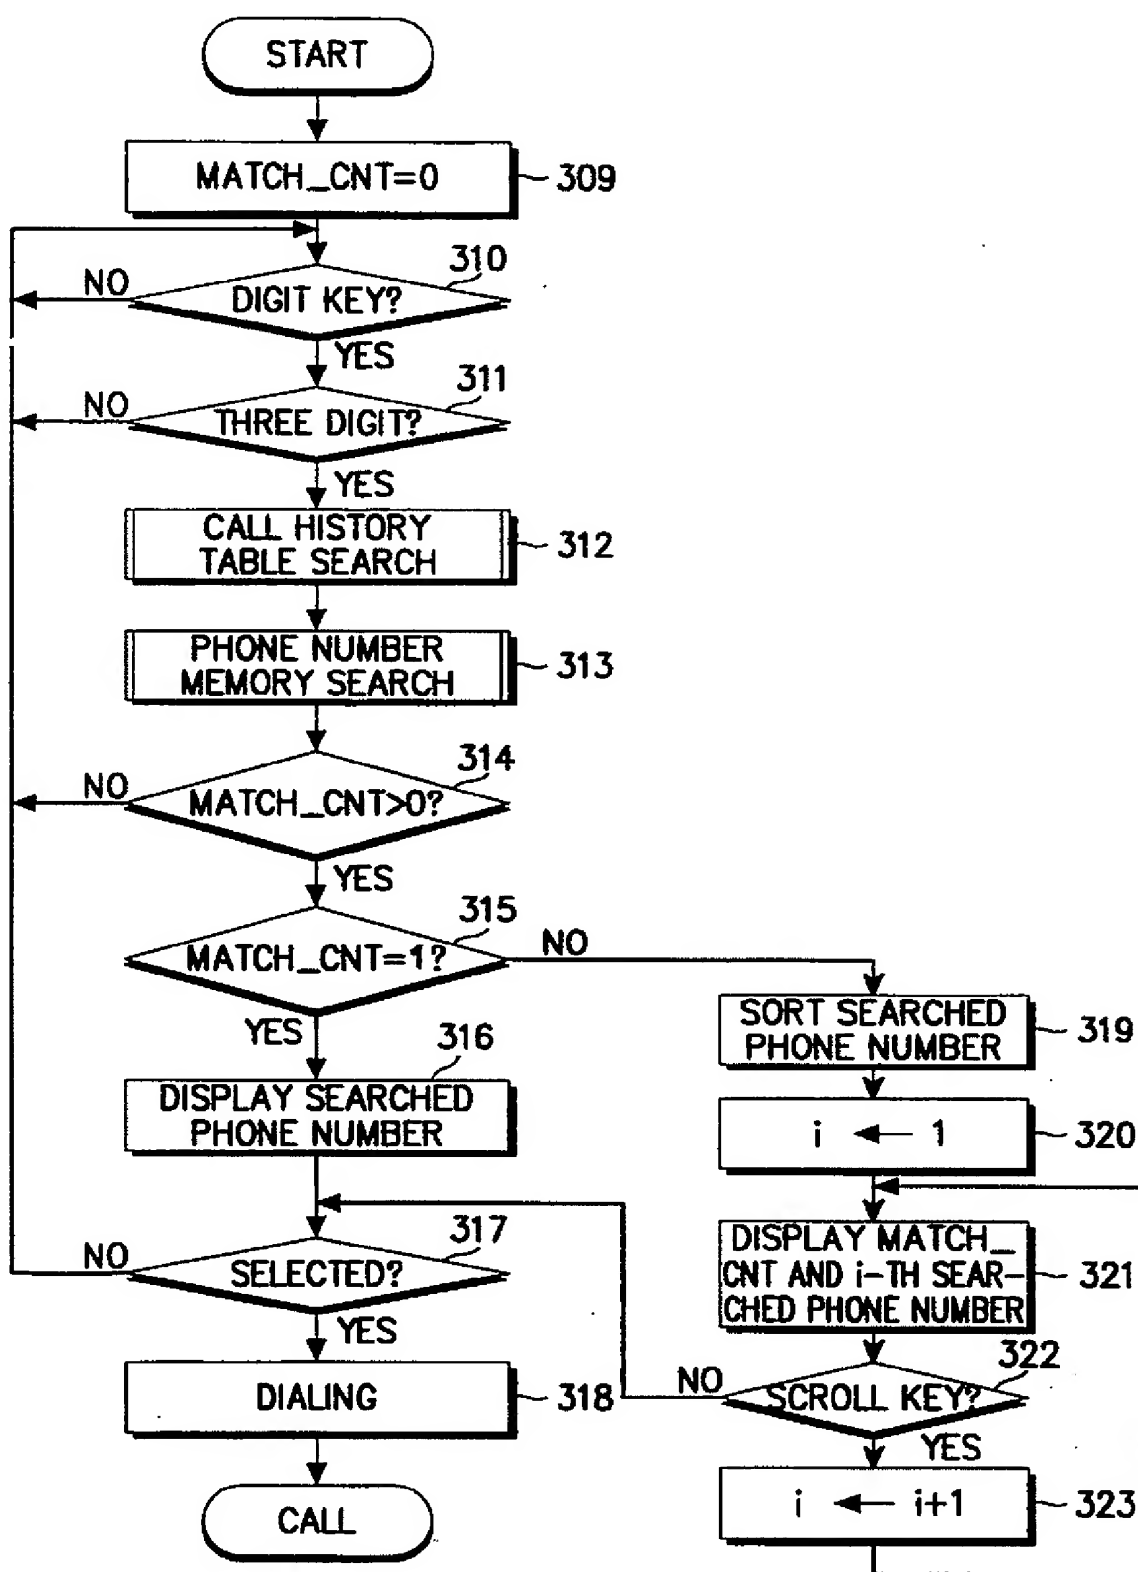 START
MATCH_CNT=0
309
310
DIGIT KEY?
NO
YES
311
THREE DIGIT?
NO
YES
CALL HISTORY
TABLE SEARCH
312
PHONE NUMBER
MEMORY SEARCH
313
314
MATCH_CNT>0?
NO
YES
315
MATCH_CNT=1?
NO
YES
316
DISPLAY SEARCHED
PHONE NUMBER
317
SELECTED?
NO
YES
DIALING
318
CALL
SORT SEARCHED
PHONE NUMBER
319
i ← 1
320
DISPLAY MATCH_
CNT AND i-TH SEAR-
CHED PHONE NUMBER
321
322
SCROLL KEY?
NO
YES
i ← i+1
323